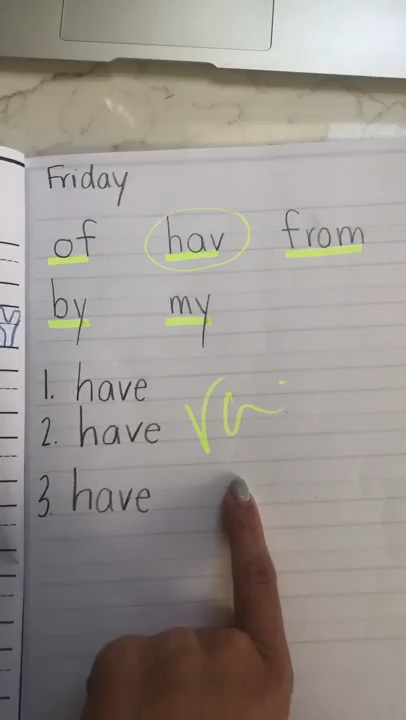 Friday
of hav from
by my
1. have
2. have
3. have